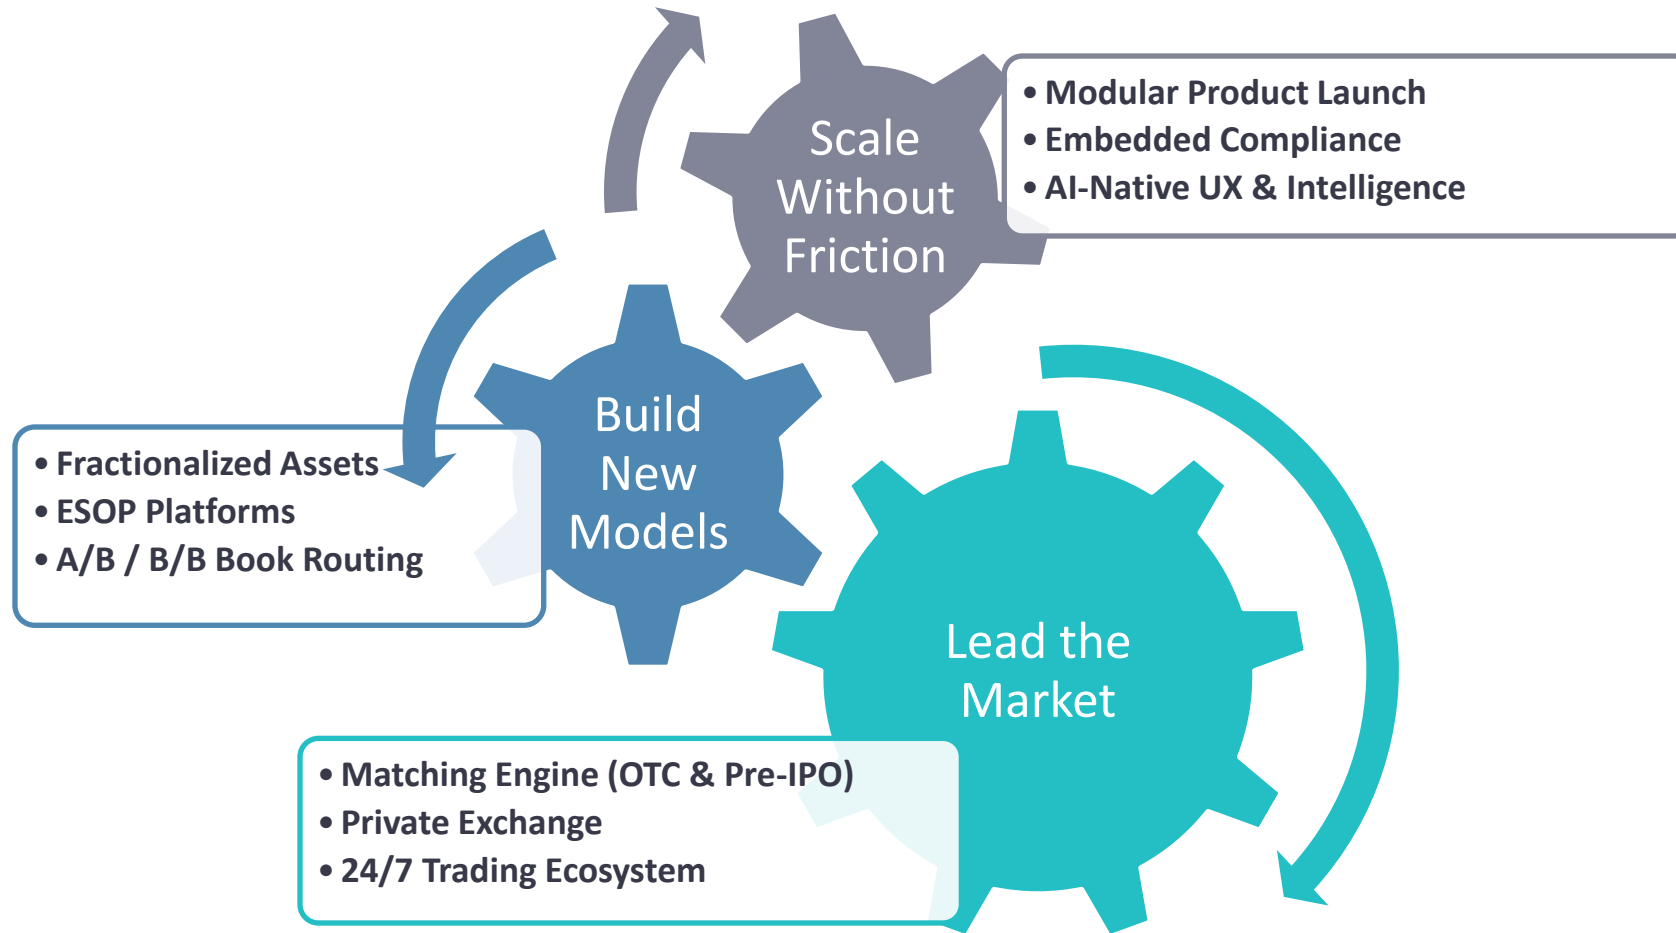 Scale
Without
Friction
• Modular Product Launch
• Embedded Compliance
• AI-Native UX & Intelligence
Build
New
Models
• Fractionalized Assets
• ESOP Platforms
• A/B / B/B Book Routing
Lead the
Market
• Matching Engine (OTC & Pre-IPO)
• Private Exchange
• 24/7 Trading Ecosystem